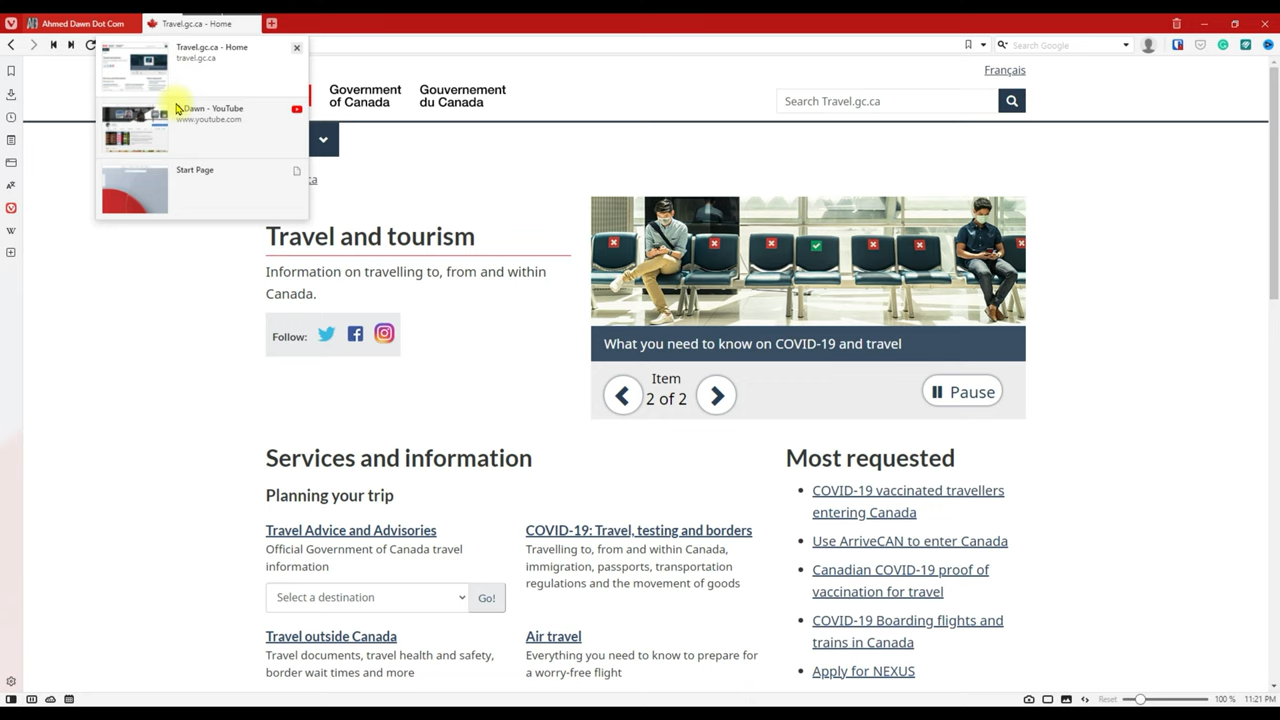 Ahmed Dawn Dot Com
Travel.gc.ca - Home
Search Google
Travel.gc.ca - Home
travel.gc.ca
Dawn - YouTube
www.youtube.com
Start Page
Français
Government
of Canada
Gouvernement
du Canada
Search Travel.gc.ca
ca
Travel and tourism
Information on travelling to, from and within
Canada.
Follow:
What you need to know on COVID-19 and travel
Item
2 of 2
Pause
Services and information
Planning your trip
Travel Advice and Advisories
Official Government of Canada travel
information
Select a destination
Go!
COVID-19: Travel, testing and borders
Travelling to, from and within Canada,
immigration, passports, transportation
regulations and the movement of goods
Travel outside Canada
Travel documents, travel health and safety,
border wait times and more
Air travel
Everything you need to know to prepare for
a worry-free flight
Most requested
COVID-19 vaccinated travellers
entering Canada
Use ArriveCAN to enter Canada
Canadian COVID-19 proof of
vaccination for travel
COVID-19 Boarding flights and
trains in Canada
Apply for NEXUS
Reset
100 %
11:21 PM